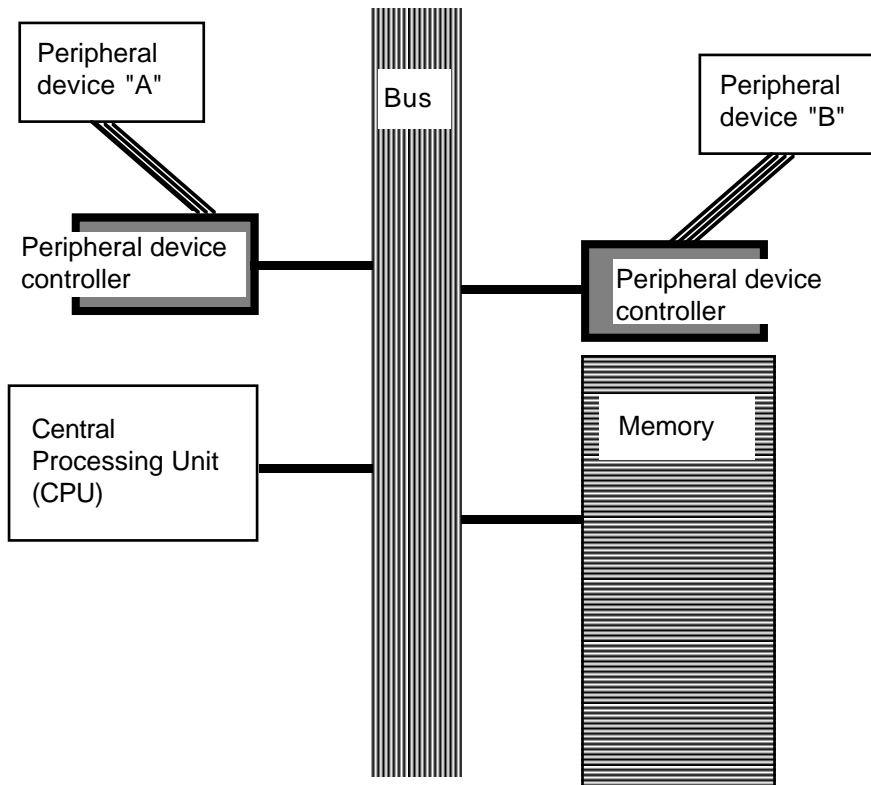 Peripheral
device "A"
Bus
Peripheral
device "B"
Peripheral device
controller
Peripheral device
controller
Central
Processing Unit
(CPU)
Memory